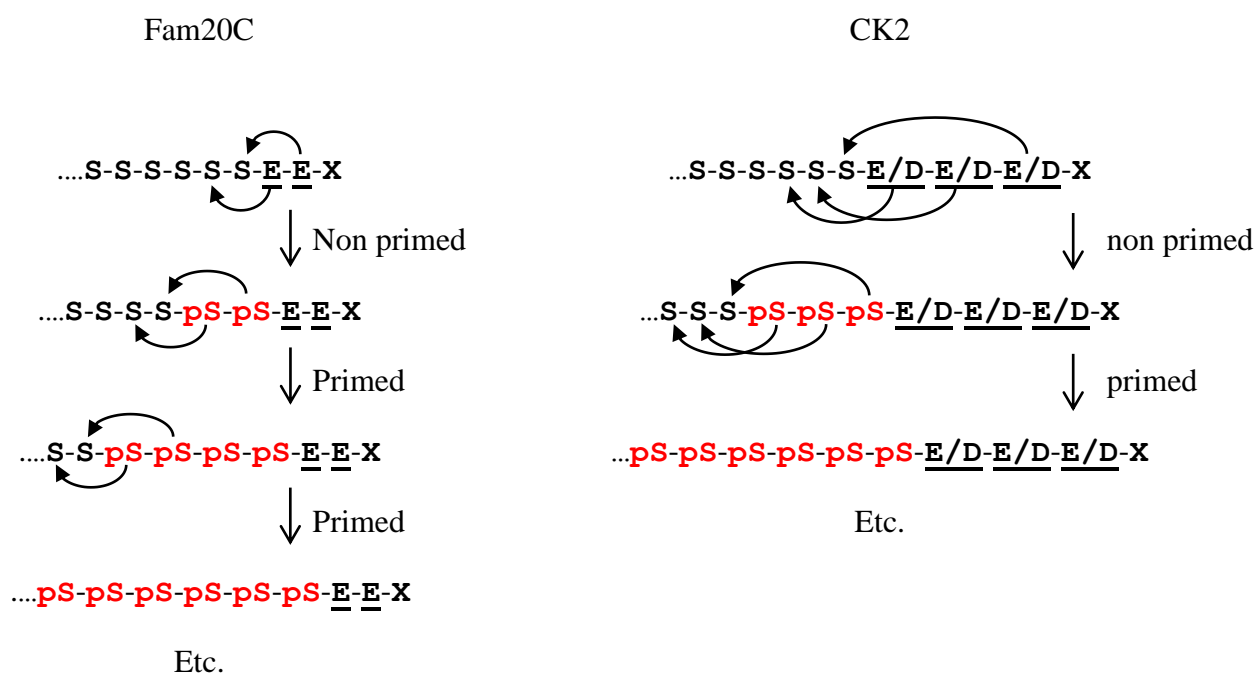 Fam20C
....S-S-S-S-S-S-E-E-X
Non primed
....S-S-S-S-pS-pS-E-E-X
Primed
....S-S-pS-pS-pS-pS-E-E-X
Primed
....pS-pS-pS-pS-pS-pS-E-E-X
Etc.
CK2
...S-S-S-S-S-S-E/D-E/D-E/D-X
non primed
...S-S-S-pS-pS-pS-E/D-E/D-E/D-X
primed
...pS-pS-pS-pS-pS-pS-E/D-E/D-E/D-X
Etc.